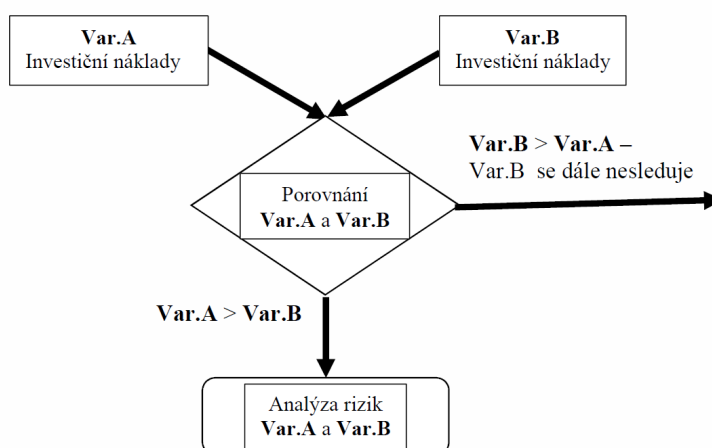 Var.A
Investiční náklady
Var.B
Investiční náklady
Var.B > Var.A –
Var.B se dále nesleduje
Porovnání
Var.A a Var.B
Var.A > Var.B
Analýza rizik
Var.A a Var.B